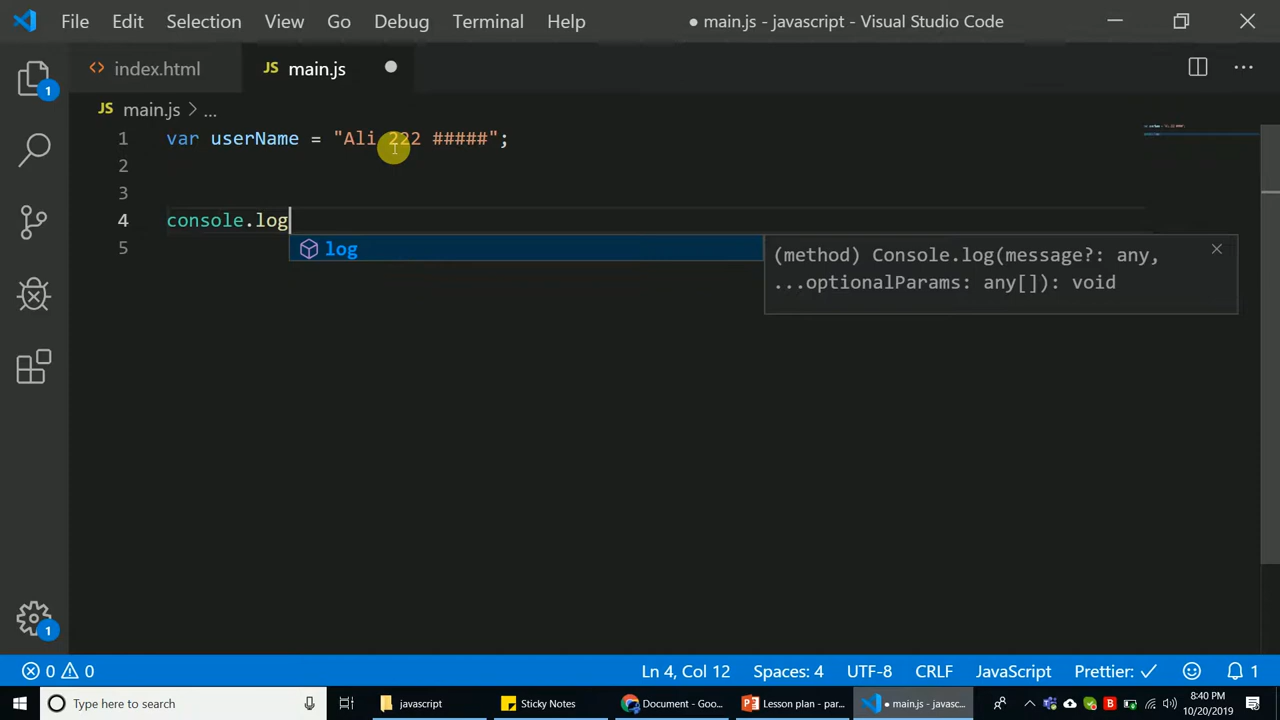 File Edit Selection View Go Debug Terminal Help ● main.js - javascript - Visual Studio Code
index.html JS main.js
JS main.js > ...
1 var userName = "Ali 222 #####";
2
3
4 console.log
5
log
(method) Console.log(message?: any,
...optionalParams: any[]): void
1
1
0 0 Ln 4, Col 12 Spaces: 4 UTF-8 CRLF JavaScript Prettier: ✓ 1
Type here to search javascript Sticky Notes Document - Goo... Lesson plan - par... ● main.js - javasc... 8:40 PM
10/20/2019